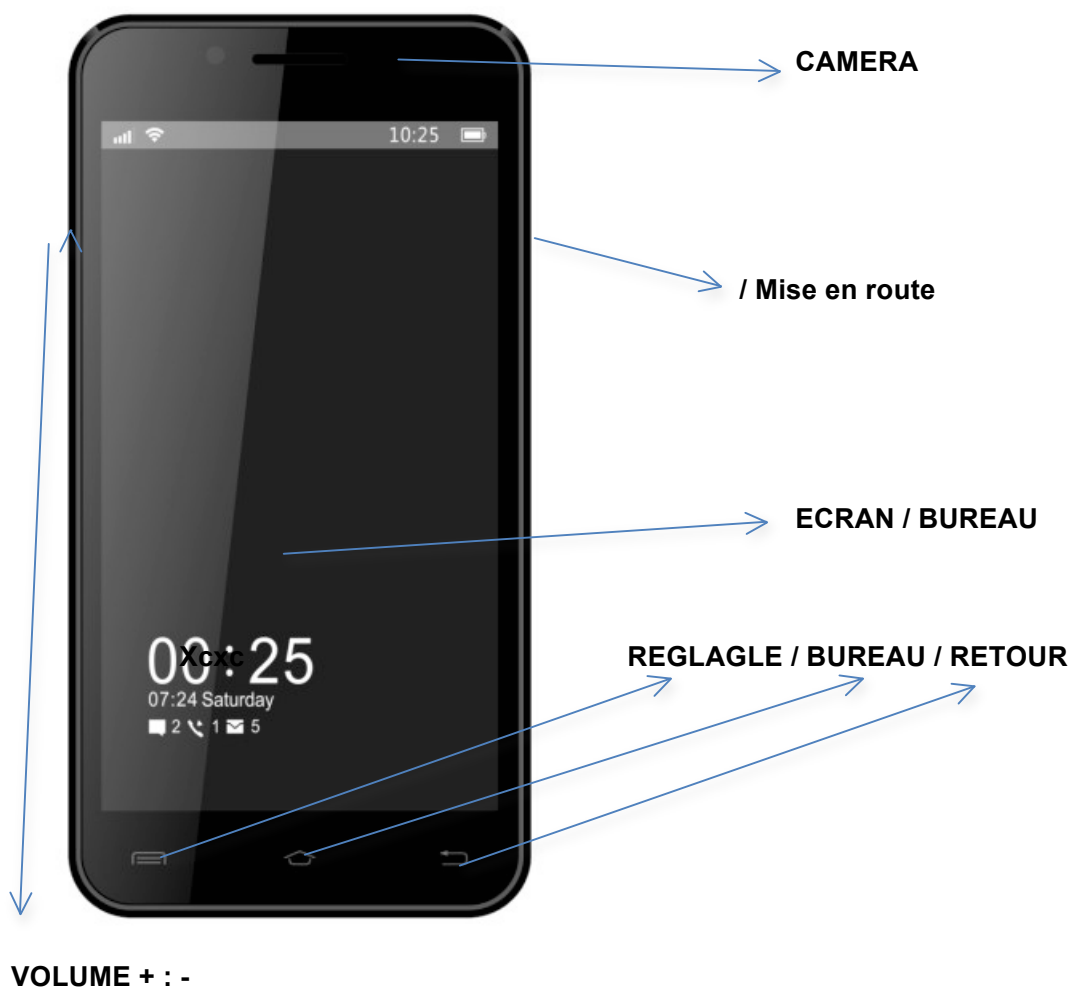 CAMERA
10:25
/ Mise en route
ECRAN / BUREAU
00:25
Xcxc
REGLAGLE / BUREAU / RETOUR
07:24 Saturday
2 1 5
VOLUME + : -